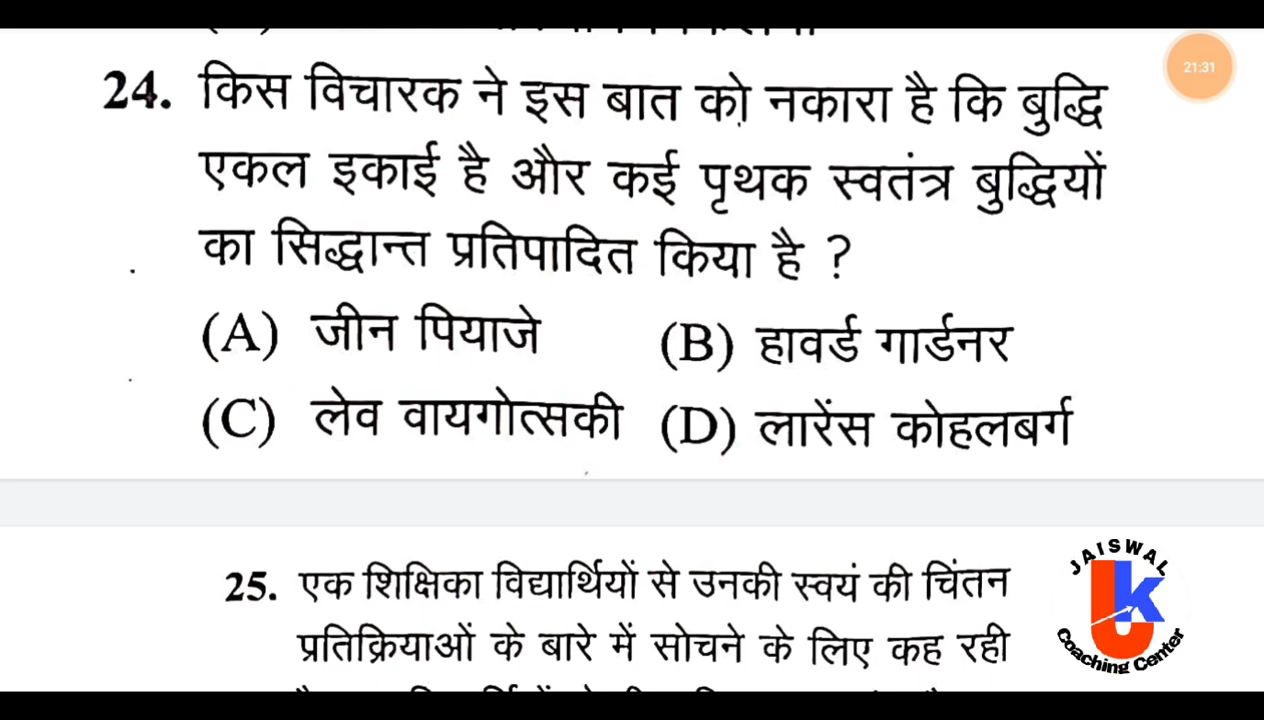 21:31
24. किस विचारक ने इस बात को नकारा है कि बुद्धि
एकल इकाई है और कई पृथक स्वतंत्र बुद्धियों
का सिद्धान्त प्रतिपादित किया है ?
(A) जीन पियाजे (B) हावर्ड गार्डनर
(C) लेव वायगोत्सकी (D) लारेंस कोहलबर्ग
25. एक शिक्षिका विद्यार्थियों से उनकी स्वयं की चिंतन
प्रतिक्रियाओं के बारे में सोचने के लिए कह रही
JAISWAL
UK
Coaching Center